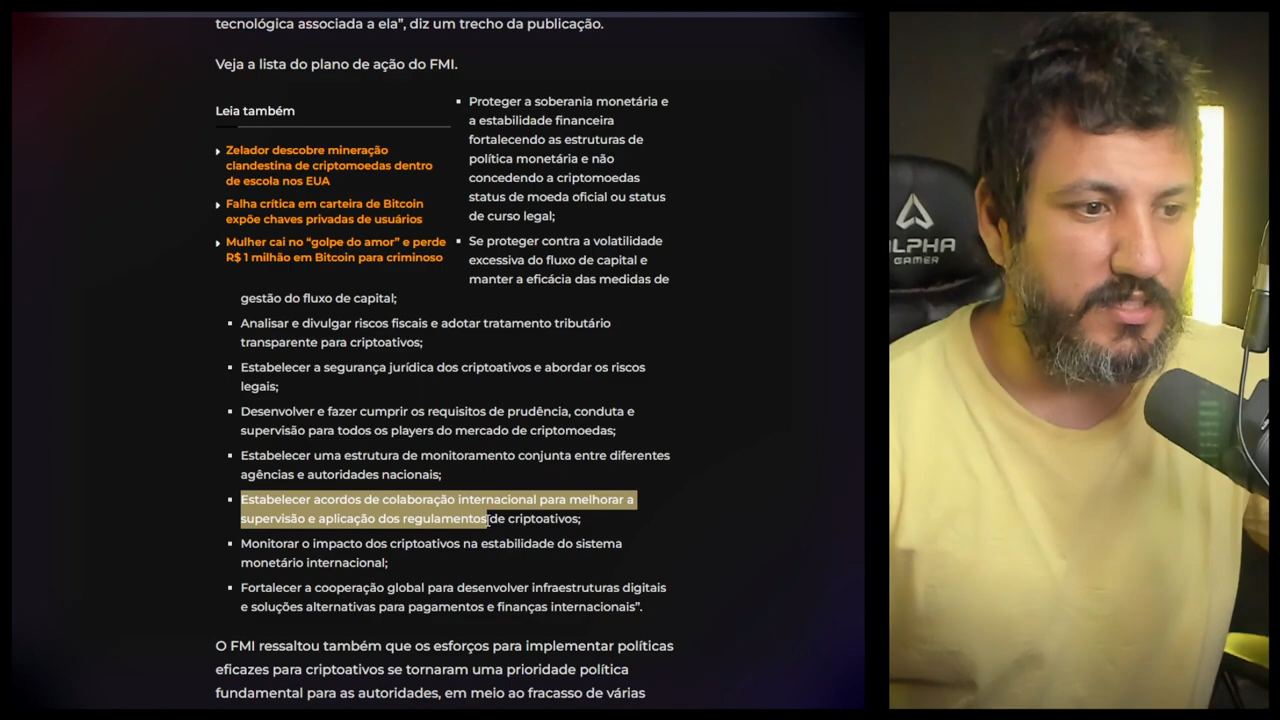 tecnológica associada a ela”, diz um trecho da publicação.
Veja a lista do plano de ação do FMI.
Leia também
Zelador descobre mineração
clandestina de criptomoedas dentro
de escola nos EUA
Falha crítica em carteira de Bitcoin
expõe chaves privadas de usuários
Mulher cai no “golpe do amor” e perde
R$ 1 milhão em Bitcoin para criminoso
Proteger a soberania monetária e
a estabilidade financeira
fortalecendo as estruturas de
política monetária e não
concedendo a criptomoedas
status de moeda oficial ou status
de curso legal;
Se proteger contra a volatilidade
excessiva do fluxo de capital e
manter a eficácia das medidas de
gestão do fluxo de capital;
Analisar e divulgar riscos fiscais e adotar tratamento tributário
transparente para criptoativos;
Estabelecer a segurança jurídica dos criptoativos e abordar os riscos
legais;
Desenvolver e fazer cumprir os requisitos de prudência, conduta e
supervisão para todos os players do mercado de criptomoedas;
Estabelecer uma estrutura de monitoramento conjunta entre diferentes
agências e autoridades nacionais;
Estabelecer acordos de colaboração internacional para melhorar a
supervisão e aplicação dos regulamentos de criptoativos;
Monitorar o impacto dos criptoativos na estabilidade do sistema
monetário internacional;
Fortalecer a cooperação global para desenvolver infraestruturas digitais
e soluções alternativas para pagamentos e finanças internacionais”.
O FMI ressaltou também que os esforços para implementar políticas
eficazes para criptoativos se tornaram uma prioridade política
fundamental para as autoridades, em meio ao fracasso de várias
ALPHA
GAMER